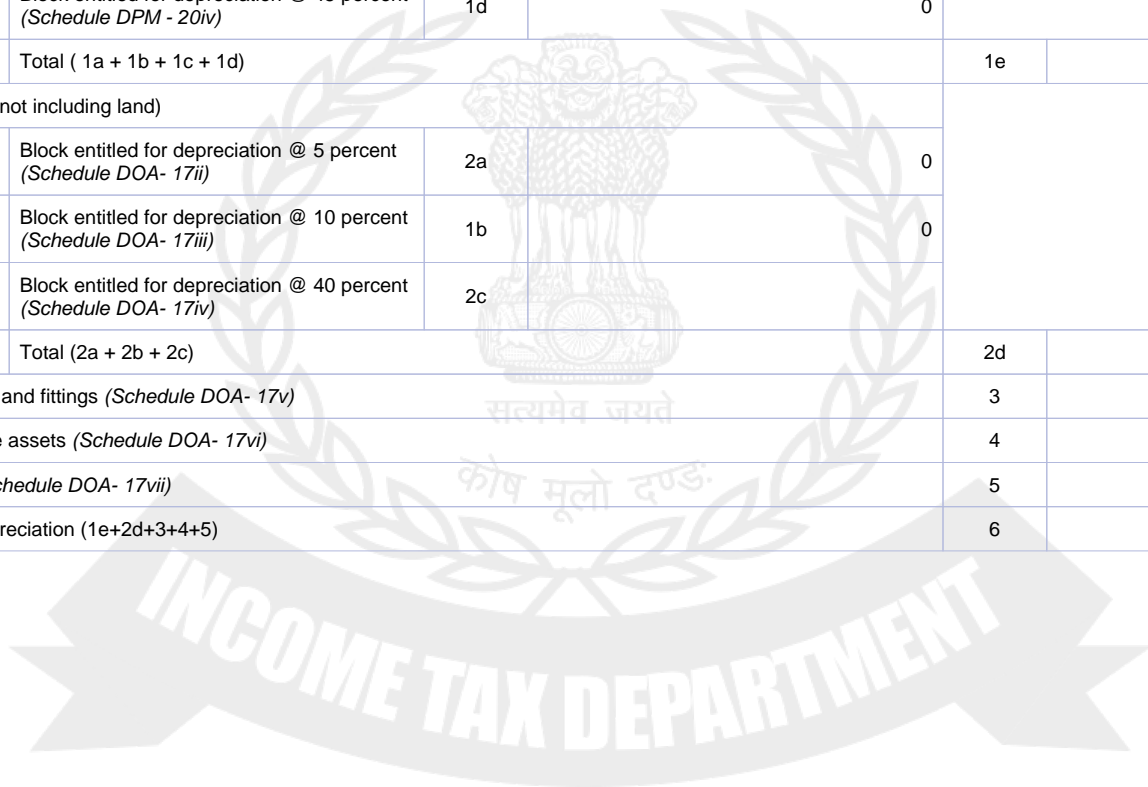 (Schedule DPM - 20iv) 1d 0
Total ( 1a + 1b + 1c + 1d) 1e
not including land)
Block entitled for depreciation @ 5 percent
(Schedule DOA- 17ii) 2a 0
Block entitled for depreciation @ 10 percent
(Schedule DOA- 17iii) 1b 0
Block entitled for depreciation @ 40 percent
(Schedule DOA- 17iv) 2c
Total (2a + 2b + 2c) 2d
and fittings (Schedule DOA- 17v) 3
assets (Schedule DOA- 17vi) 4
DOA- 17vii) 5
(1e+2d+3+4+5) 6
सत्यमेव जयते
कोष मूलो दण्डः
INCOME TAX DEPARTMENT